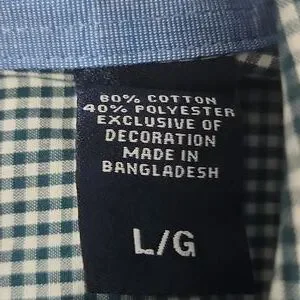 60% COTTON
40% POLYESTER
EXCLUSIVE OF
DECORATION
MADE IN
BANGLADESH
L/G